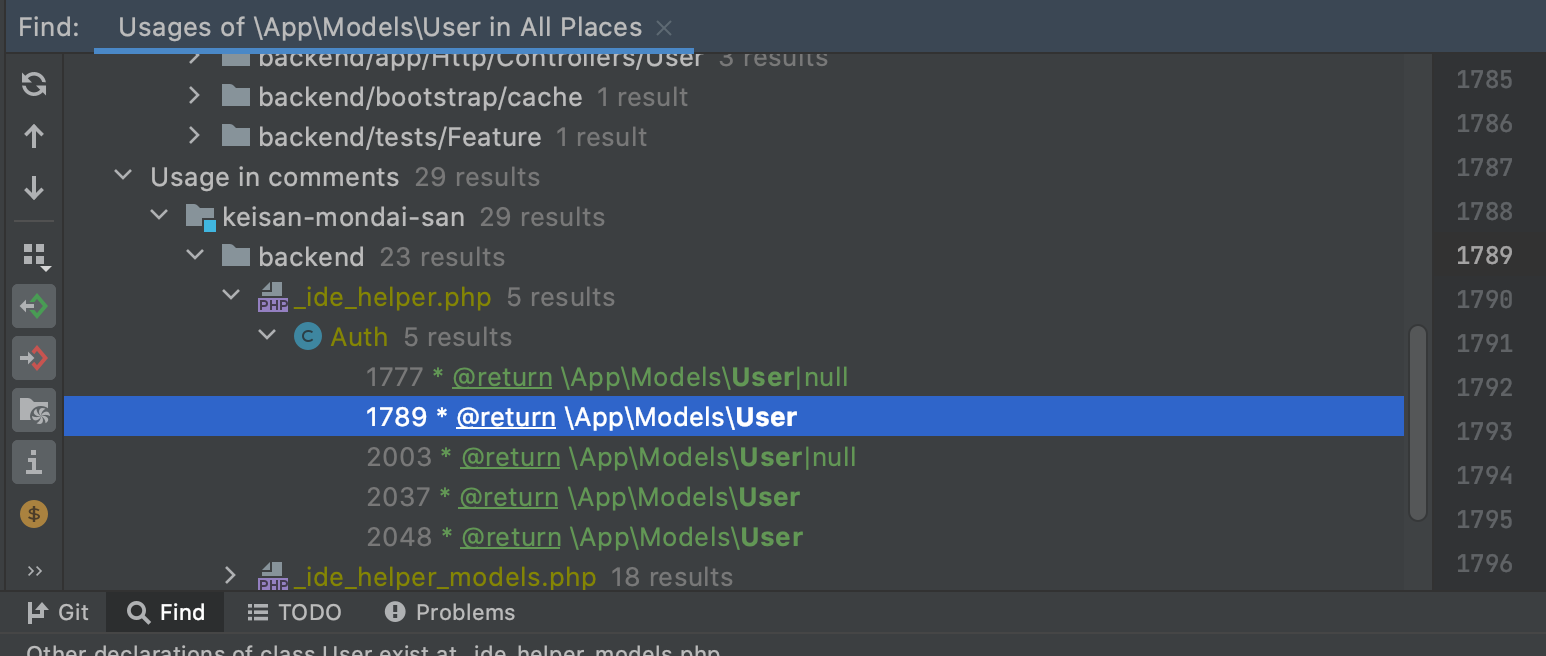 Find: Usages of \App\Models\User in All Places
backend/app/Http/Controllers/User 3 results
backend/bootstrap/cache 1 result
backend/tests/Feature 1 result
Usage in comments 29 results
keisan-mondai-san 29 results
backend 23 results
PHP _ide_helper.php 5 results
C Auth 5 results
1777 * @return \App\Models\User|null
1789 * @return \App\Models\User
2003 * @return \App\Models\User|null
2037 * @return \App\Models\User
2048 * @return \App\Models\User
PHP _ide_helper_models.php 18 results
1785
1786
1787
1788
1789
1790
1791
1792
1793
1794
1795
1796
Git Find TODO Problems
Other declarations of class User exist at _ide_helper_models.php